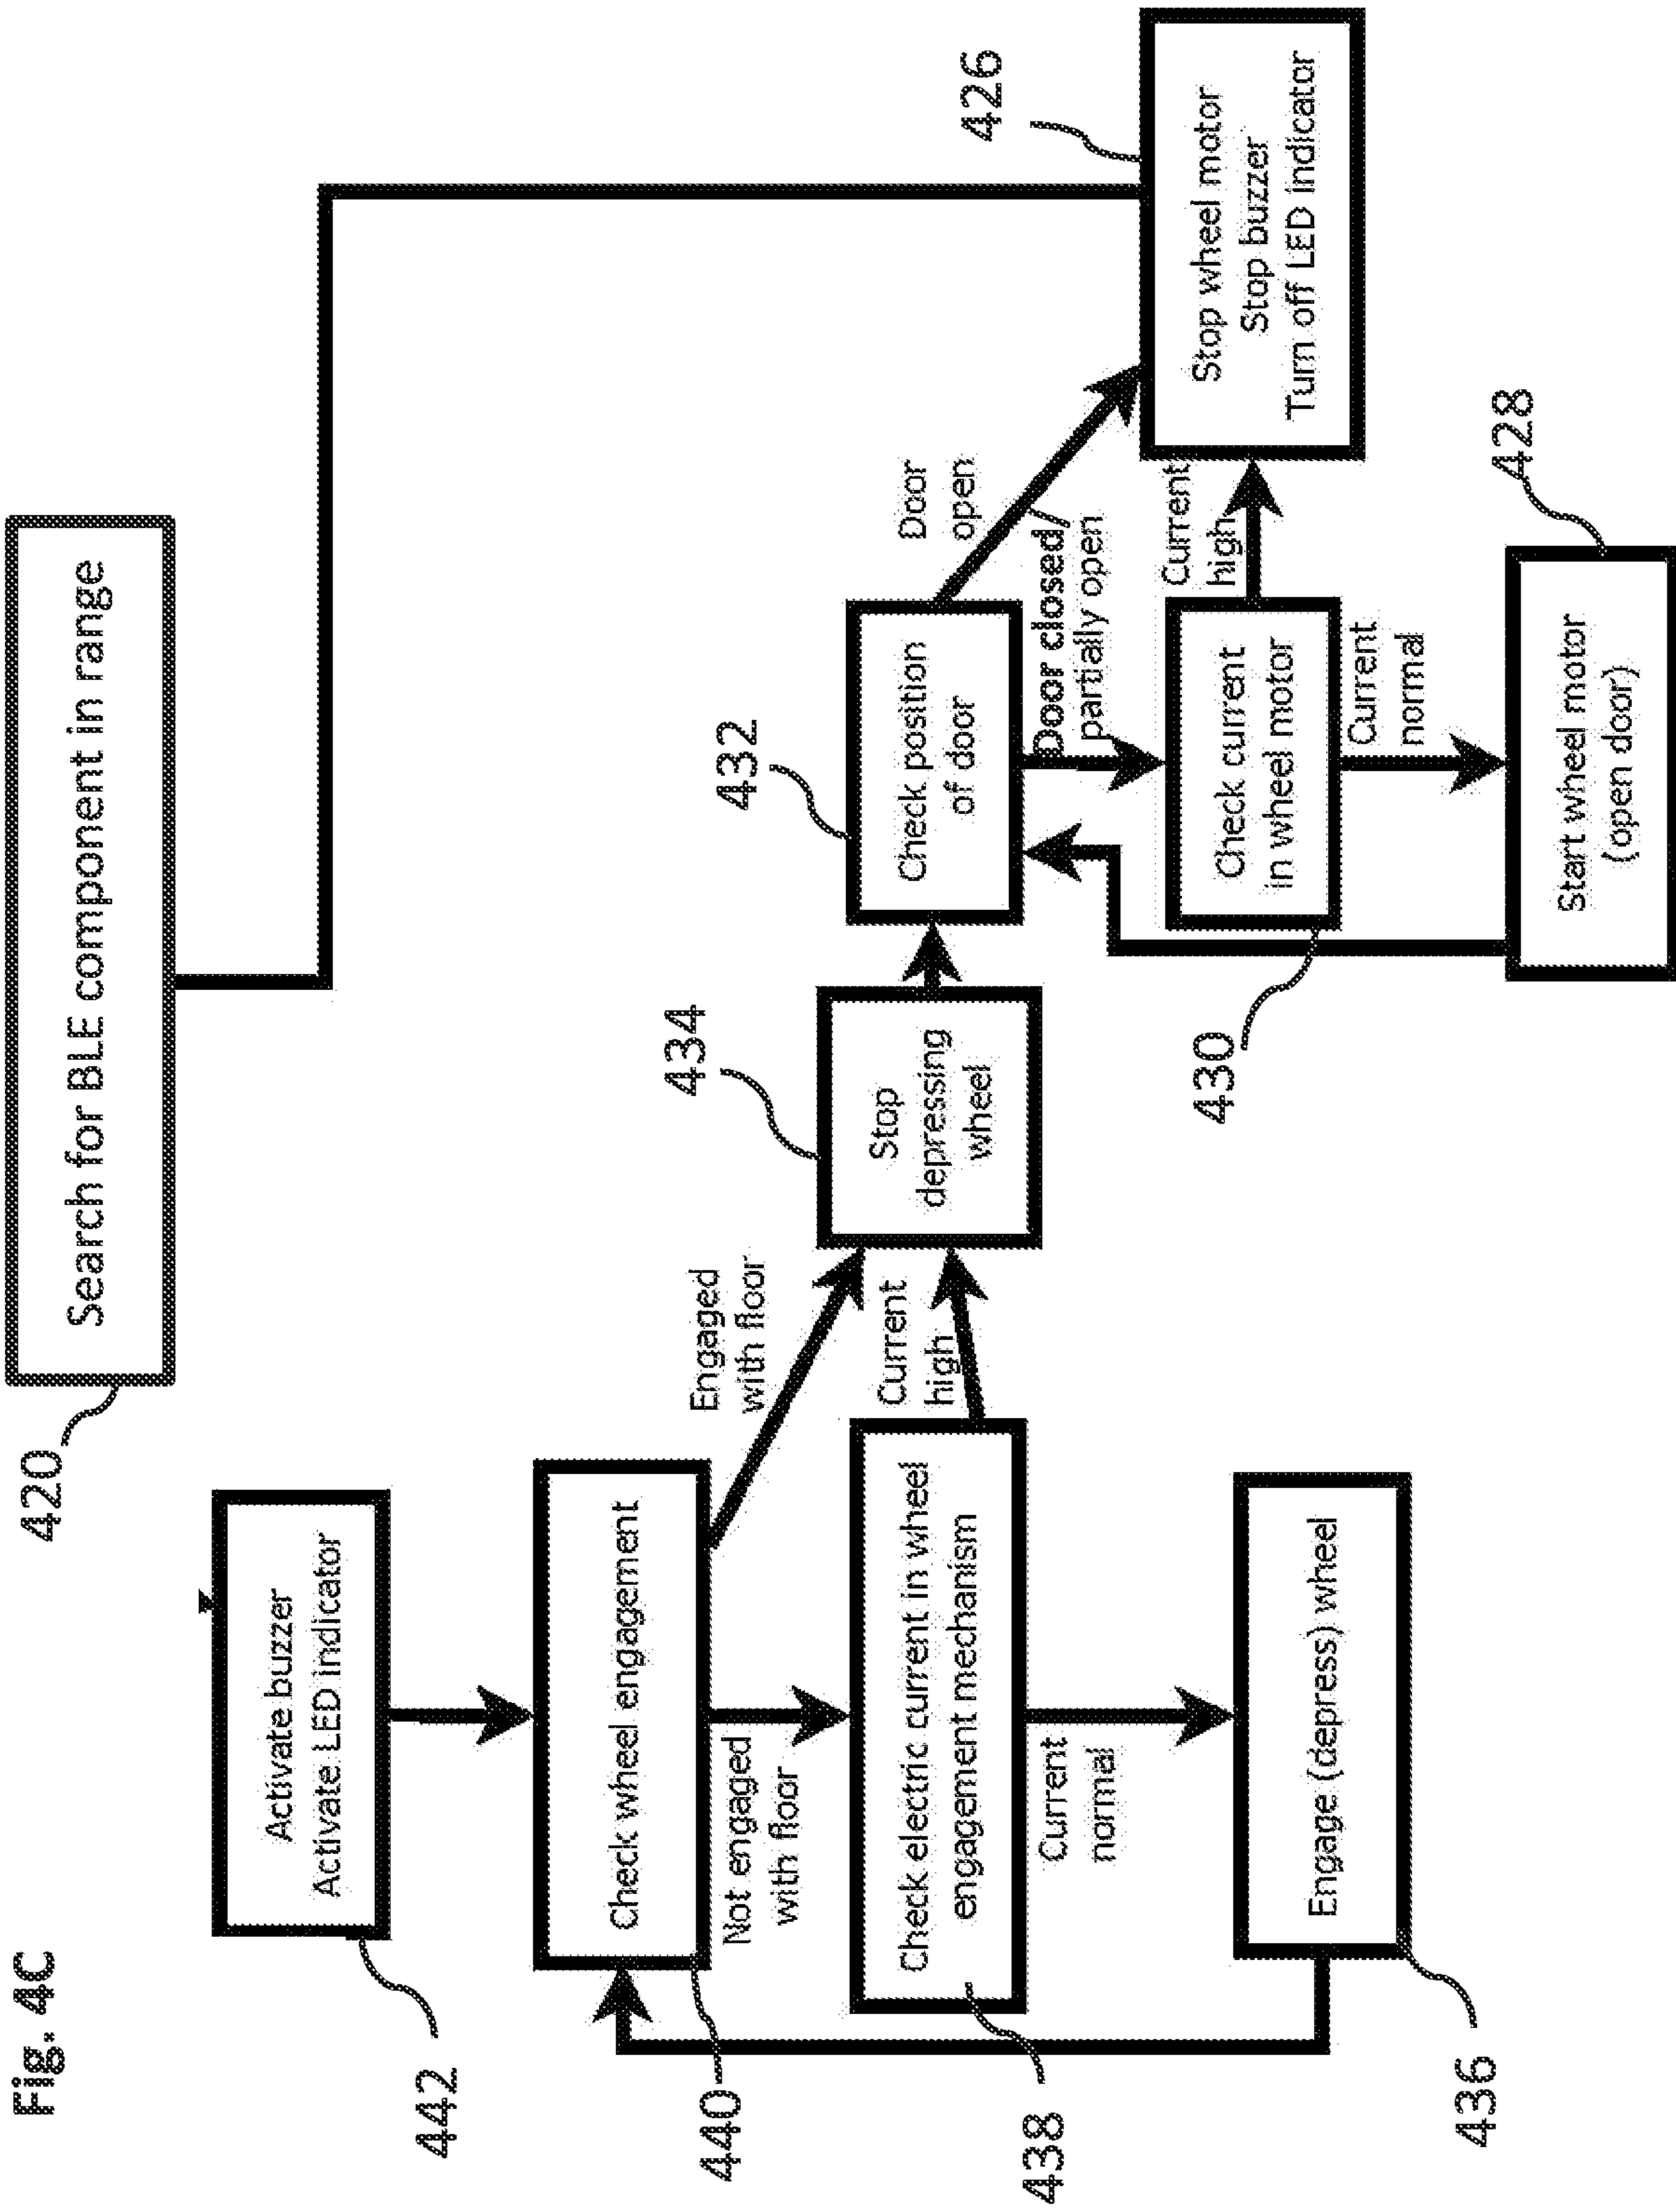 Fig. 4C
420
Search for BLE component in range
442
Activate buzzer
Activate LED indicator
440
Check wheel engagement
Engaged
with floor
Not engaged
with floor
438
Check electric current in wheel
engagement mechanism
Current
high
Current
normal
436
Engage (depress) wheel
434
Stop
depressing
wheel
432
Check position
of door
Door
open
Door closed/
partially open
430
Check current
in wheel motor
Current
high
Current
normal
428
Start wheel motor
(open door)
426
Stop wheel motor
Stop buzzer
Turn off LED indicator